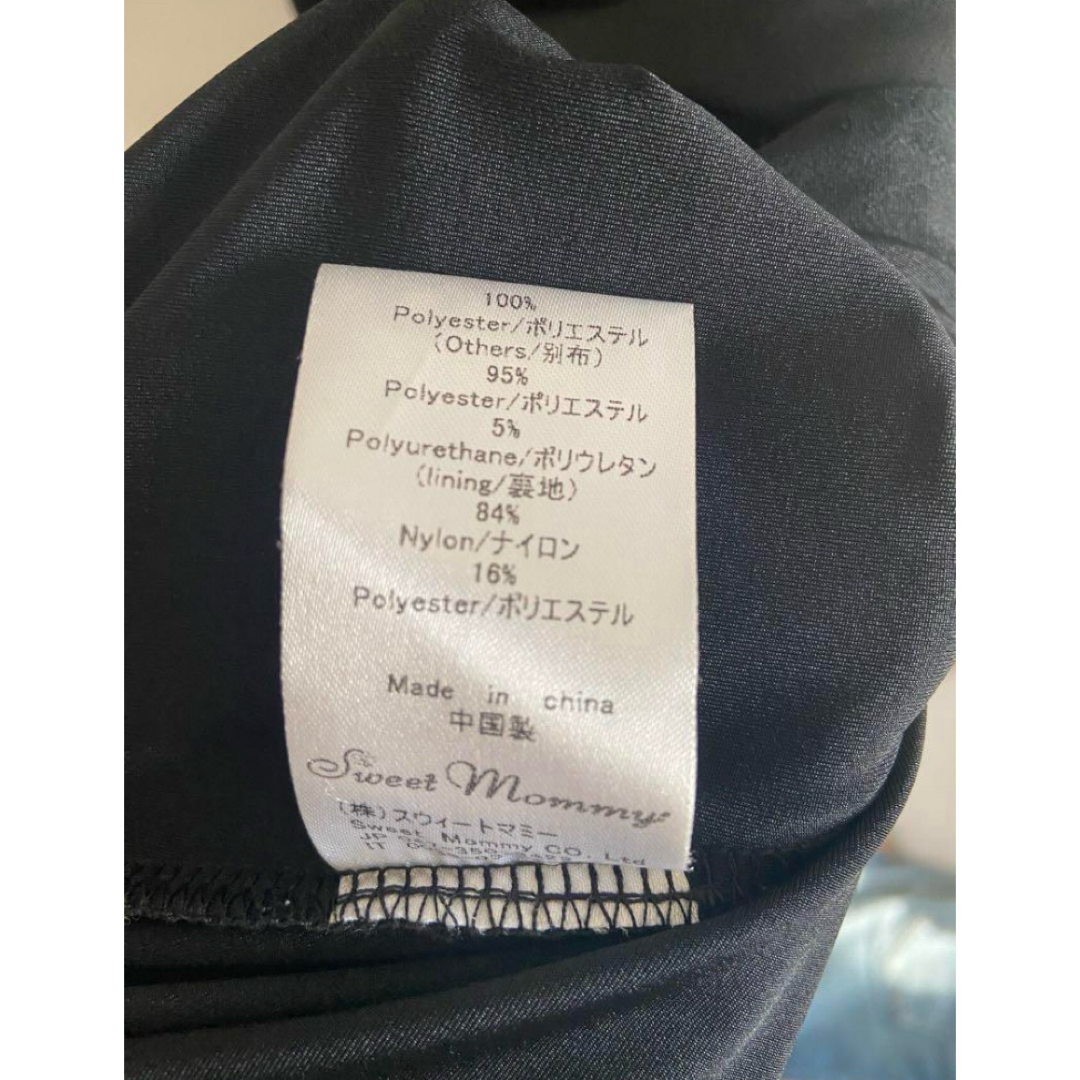 100%
Polyester/ポリエステル
(Others/別布)
95%
Polyester/ポリエステル
5%
Polyurethane/ポリウレタン
(lining/裏地)
84%
Nylon/ナイロン
16%
Polyester/ポリエステル
Made in china
中国製
Sweet Mommy
(株)スウィートマミー
Sweet Mammy CO. Ltd
JP
IT